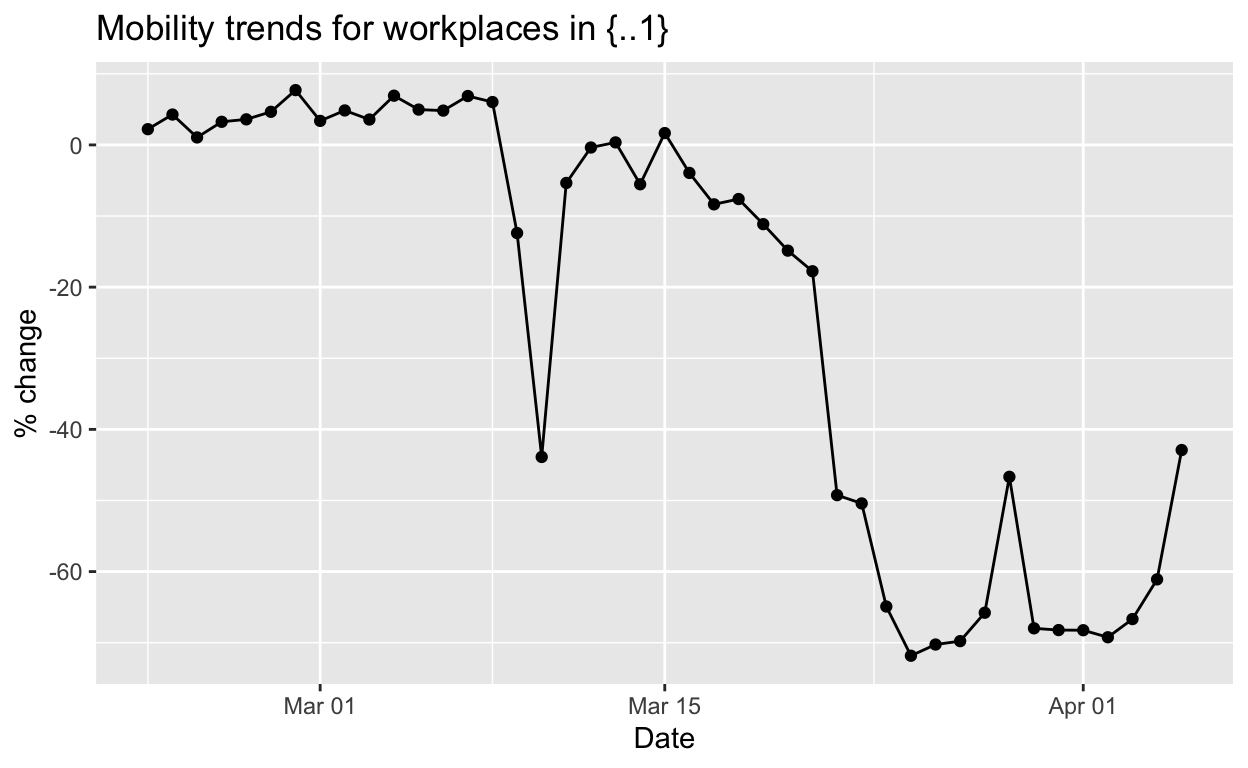 Mobility trends for workplaces in {..1}
0
-20
-40
-60
% change
Mar 01
Mar 15
Apr 01
Date